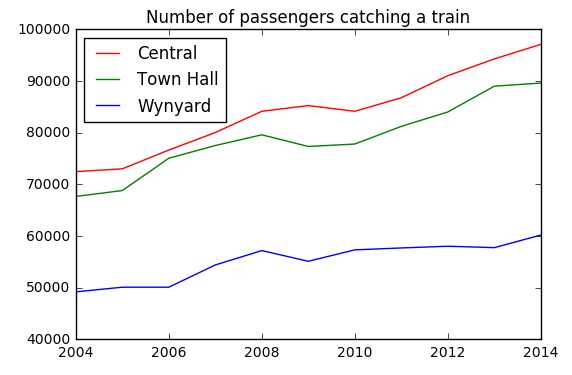 Number of passengers catching a train
100000
90000
80000
70000
60000
50000
40000
Central
Town Hall
Wynyard
2004 2006 2008 2010 2012 2014